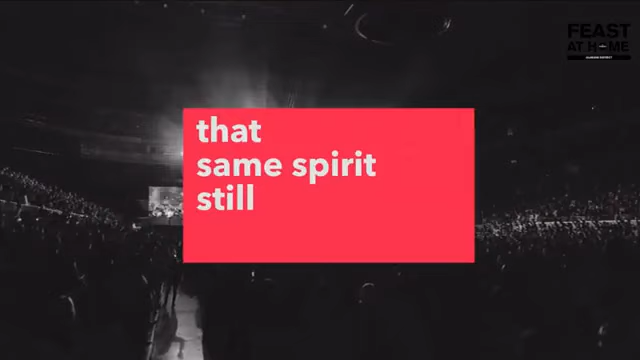 that
same spirit
still
FEAST
AT HOME